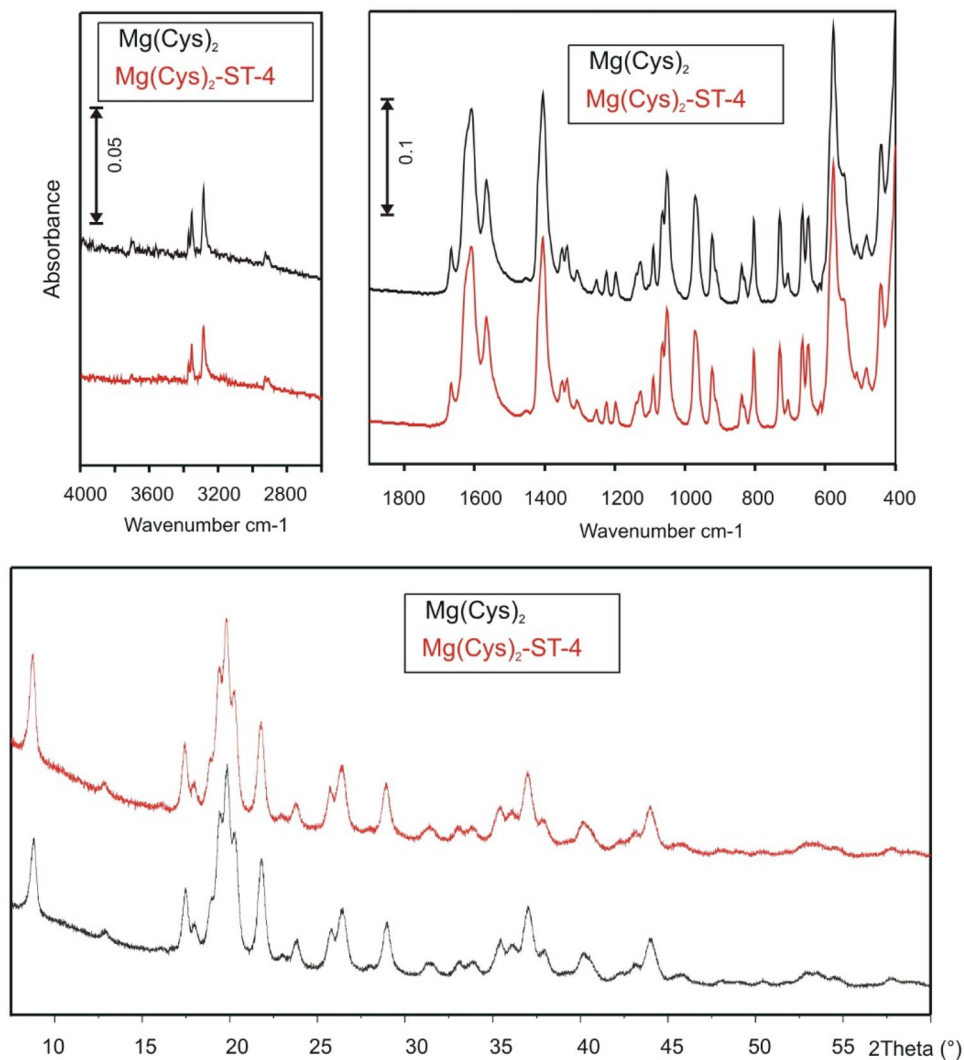 Mg(Cys)₂
Mg(Cys)₂-ST-4
0.05
Absorbance
4000 3600 3200 2800
Wavenumber cm-1
Mg(Cys)₂
Mg(Cys)₂-ST-4
0.1
1800 1600 1400 1200 1000 800 600 400
Wavenumber cm-1
Mg(Cys)₂
Mg(Cys)₂-ST-4
10 15 20 25 30 35 40 45 50 55 2Theta (°)